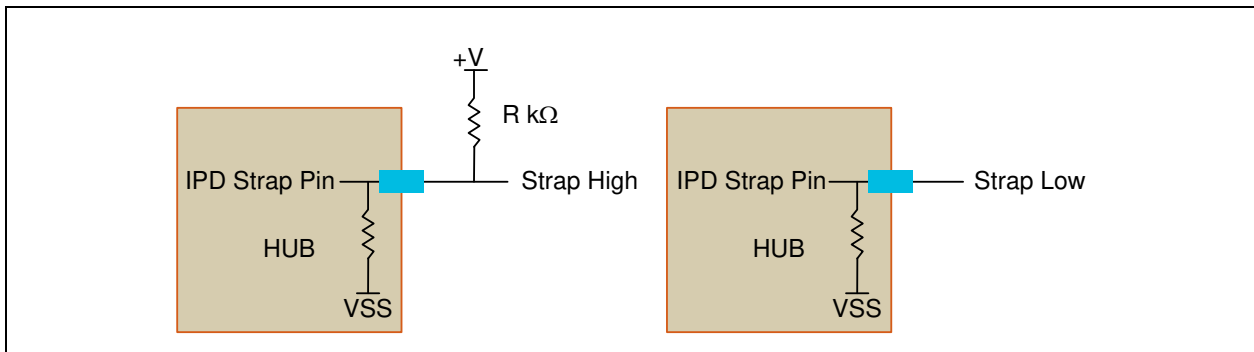 +V
R kΩ
IPD Strap Pin
Strap High
HUB
VSS
IPD Strap Pin
Strap Low
HUB
VSS